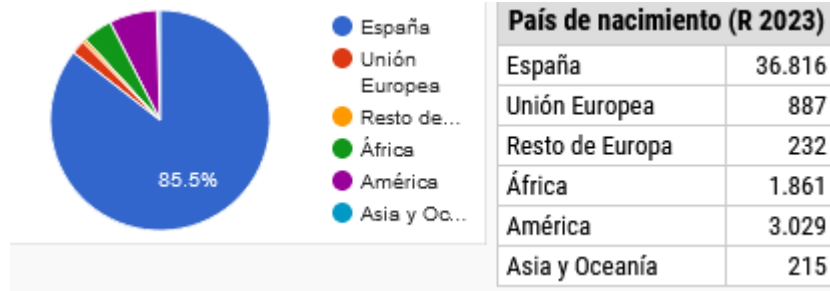 España
Unión
Europea
Resto de...
África
América
Asia y Oc...
85.5%
País de nacimiento (R 2023)
España 36.816
Unión Europea 887
Resto de Europa 232
África 1.861
América 3.029
Asia y Oceanía 215